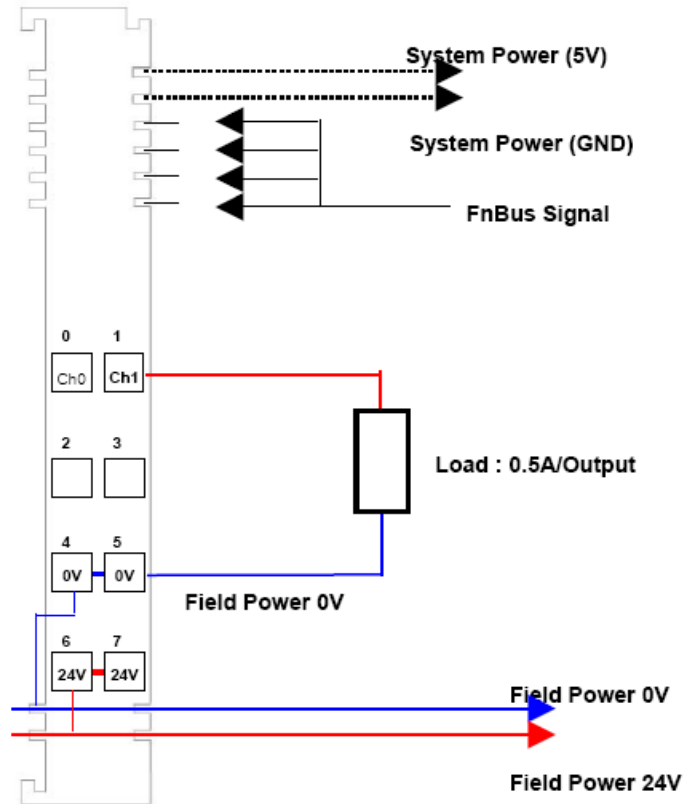 System Power (5V)
System Power (GND)
FnBus Signal
0 1
Ch0 Ch1
2 3
Load : 0.5A/Output
4 5
0V 0V
Field Power 0V
6 7
24V 24V
Field Power 0V
Field Power 24V